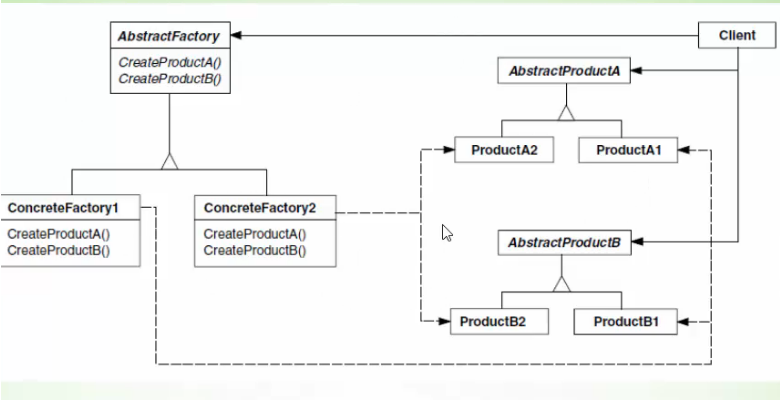 AbstractFactory
CreateProductA()
CreateProductB()
Client
AbstractProductA
ProductA2
ProductA1
ConcreteFactory1
CreateProductA()
CreateProductB()
ConcreteFactory2
CreateProductA()
CreateProductB()
AbstractProductB
ProductB2
ProductB1